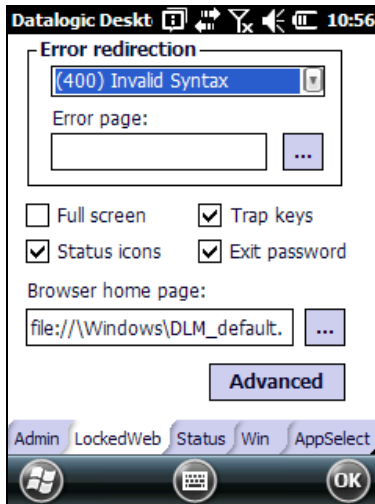 Datalogic Deskt 10:56
Error redirection
(400) Invalid Syntax
Error page:
...
Full screen Trap keys
Status icons Exit password
Browser home page:
file://\Windows\DLM_default. ...
Advanced
Admin LockedWeb Status Win AppSelect
OK